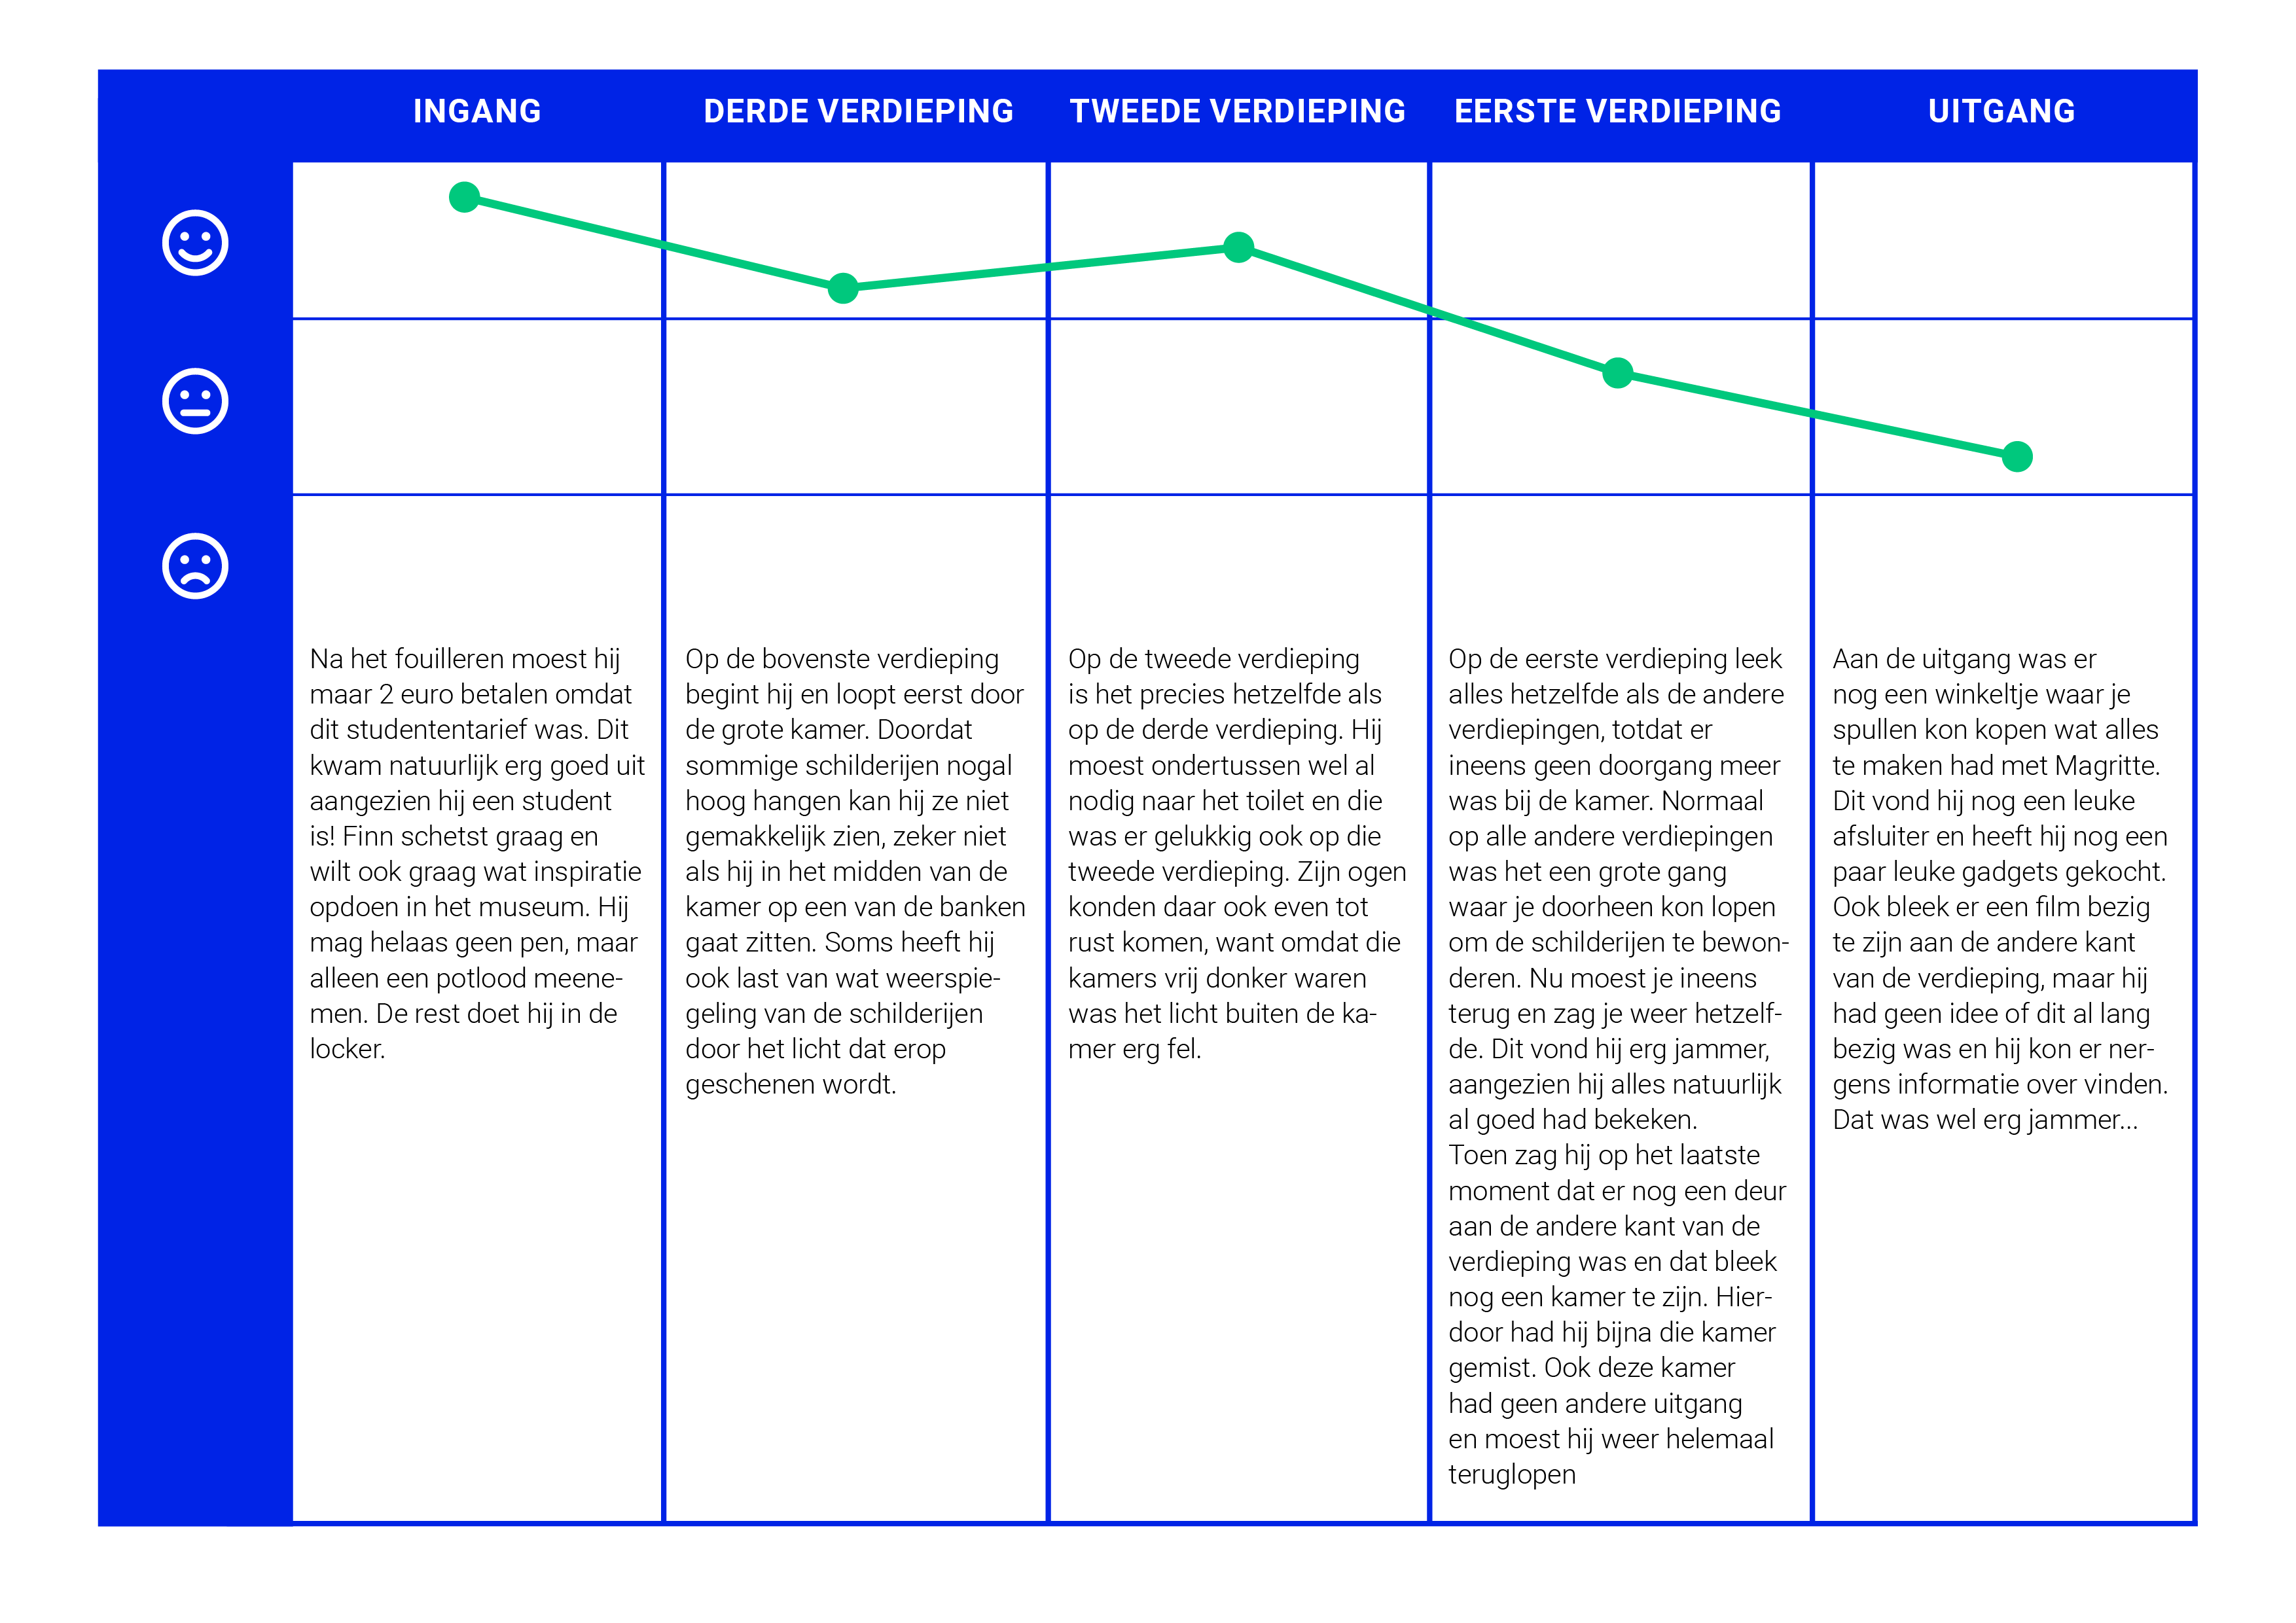 INGANG
DERDE VERDIEPING
TWEEDE VERDIEPING
EERSTE VERDIEPING
UITGANG
Na het fouilleren moest hij
maar 2 euro betalen omdat
dit studententarief was. Dit
kwam natuurlijk erg goed uit
aangezien hij een student
is! Finn schetst graag en
wilt ook graag wat inspiratie
opdoen in het museum. Hij
mag helaas geen pen, maar
alleen een potlood meene-
men. De rest doet hij in de
locker.
Op de bovenste verdieping
begint hij en loopt eerst door
de grote kamer. Doordat
sommige schilderijen nogal
hoog hangen kan hij ze niet
gemakkelijk zien, zeker niet
als hij in het midden van de
kamer op een van de banken
gaat zitten. Soms heeft hij
ook last van wat weerspie-
geling van de schilderijen
door het licht dat erop
geschenen wordt.
Op de tweede verdieping
is het precies hetzelfde als
op de derde verdieping. Hij
moest ondertussen wel al
nodig naar het toilet en die
was er gelukkig ook op die
tweede verdieping. Zijn ogen
konden daar ook even tot
rust komen, want omdat die
kamers vrij donker waren
was het licht buiten de ka-
mer erg fel.
Op de eerste verdieping leek
alles hetzelfde als de andere
verdiepingen, totdat er
ineens geen doorgang meer
was bij de kamer. Normaal
op alle andere verdiepingen
was het een grote gang
waar je doorheen kon lopen
om de schilderijen te bewon-
deren. Nu moest je ineens
terug en zag je weer hetzelf-
de. Dit vond hij erg jammer,
aangezien hij alles natuurlijk
al goed had bekeken.
Toen zag hij op het laatste
moment dat er nog een deur
aan de andere kant van de
verdieping was en dat bleek
nog een kamer te zijn. Hier-
door had hij bijna die kamer
gemist. Ook deze kamer
had geen andere uitgang
en moest hij weer helemaal
teruglopen
Aan de uitgang was er
nog een winkeltje waar je
spullen kon kopen wat alles
te maken had met Magritte.
Dit vond hij nog een leuke
afsluiter en heeft hij nog een
paar leuke gadgets gekocht.
Ook bleek er een film bezig
te zijn aan de andere kant
van de verdieping, maar hij
had geen idee of dit al lang
bezig was en hij kon er ner-
gens informatie over vinden.
Dat was wel erg jammer...